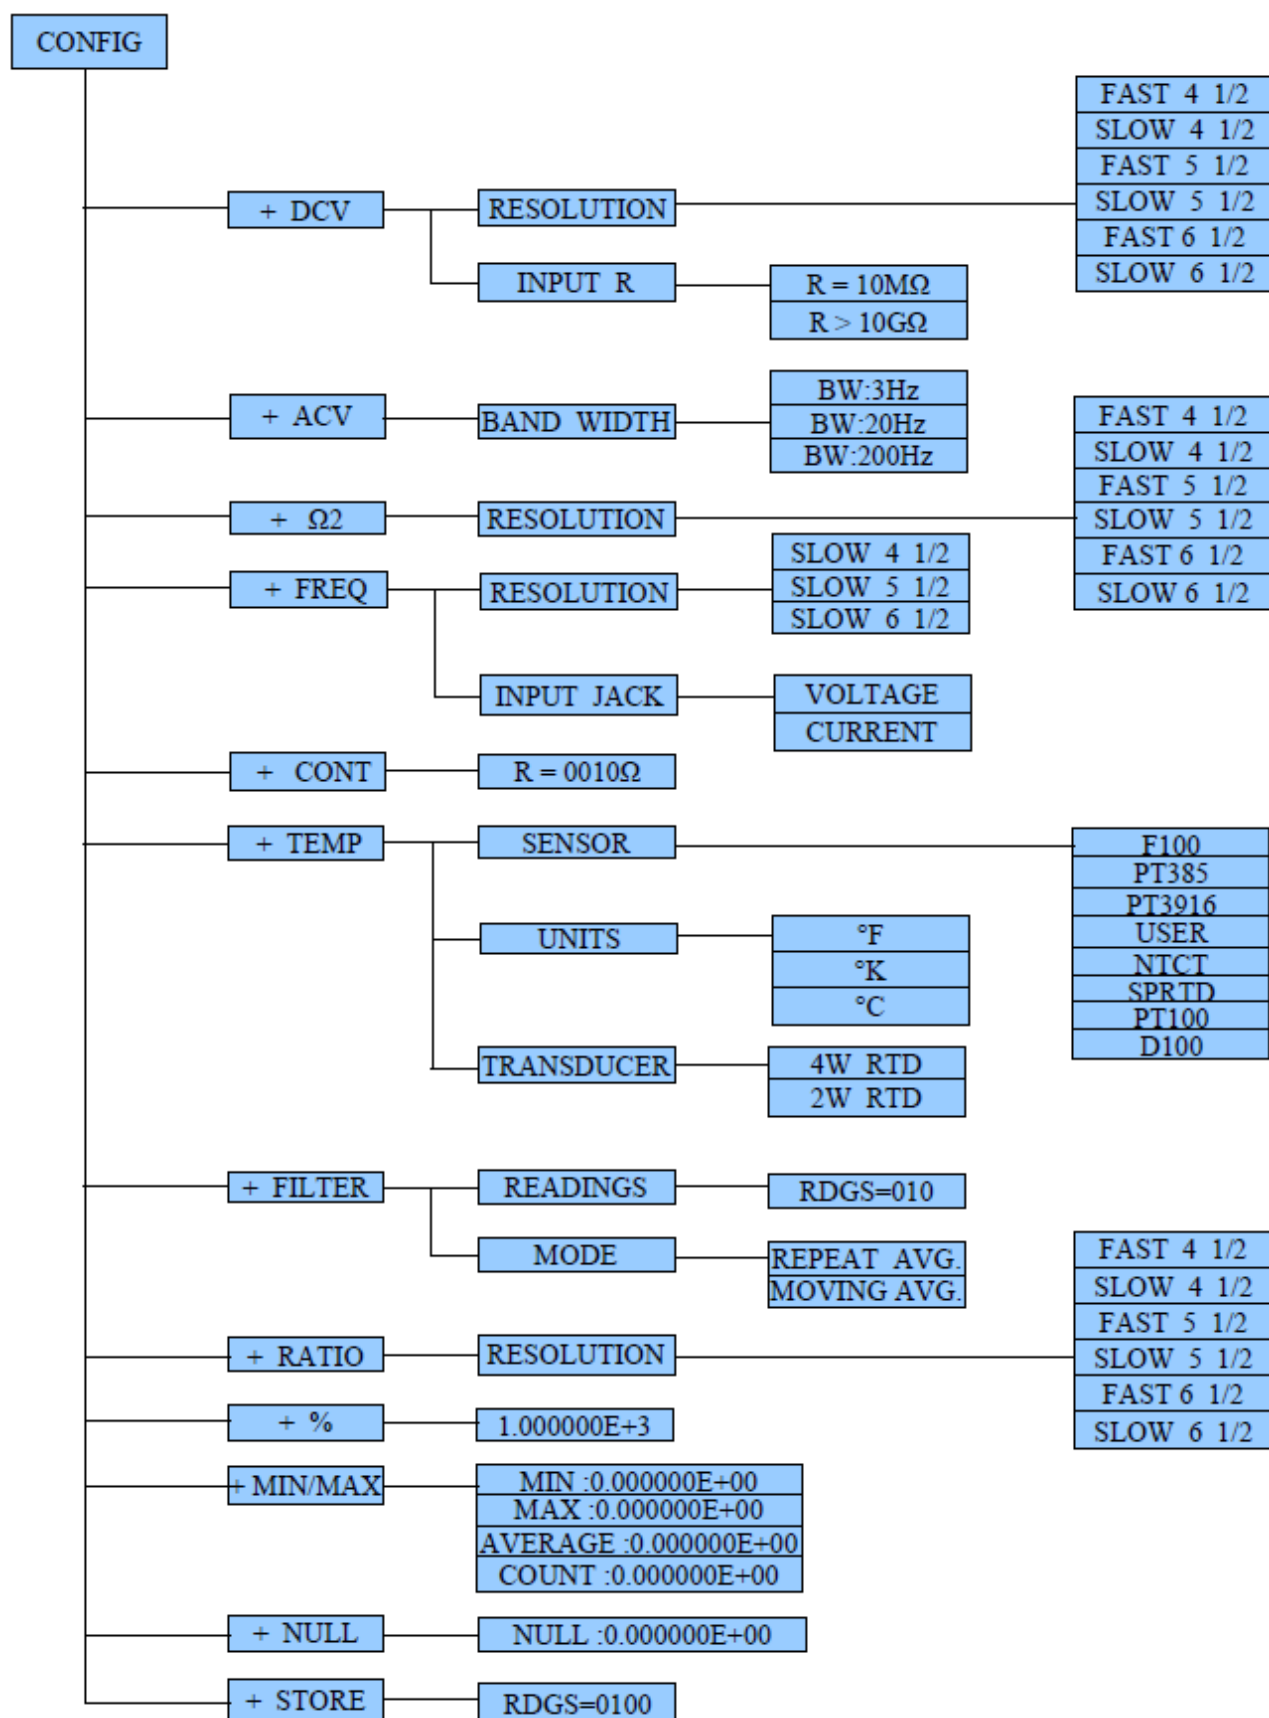 CONFIG
+ DCV
RESOLUTION
FAST 4 1/2
SLOW 4 1/2
FAST 5 1/2
SLOW 5 1/2
FAST 6 1/2
SLOW 6 1/2
INPUT R
R = 10MΩ
R > 10GΩ
+ ACV
BAND WIDTH
BW:3Hz
BW:20Hz
BW:200Hz
+ Ω2
RESOLUTION
FAST 4 1/2
SLOW 4 1/2
FAST 5 1/2
SLOW 5 1/2
FAST 6 1/2
SLOW 6 1/2
+ FREQ
RESOLUTION
SLOW 4 1/2
SLOW 5 1/2
SLOW 6 1/2
INPUT JACK
VOLTAGE
CURRENT
+ CONT
R = 0010Ω
+ TEMP
SENSOR
F100
PT385
PT3916
USER
NTCT
SPRTD
PT100
D100
UNITS
°F
°K
°C
TRANSDUCER
4W RTD
2W RTD
+ FILTER
READINGS
RDGS=010
MODE
REPEAT AVG.
MOVING AVG.
+ RATIO
RESOLUTION
FAST 4 1/2
SLOW 4 1/2
FAST 5 1/2
SLOW 5 1/2
FAST 6 1/2
SLOW 6 1/2
+ %
1.000000E+3
+ MIN/MAX
MIN :0.000000E+00
MAX :0.000000E+00
AVERAGE :0.000000E+00
COUNT :0.000000E+00
+ NULL
NULL :0.000000E+00
+ STORE
RDGS=0100